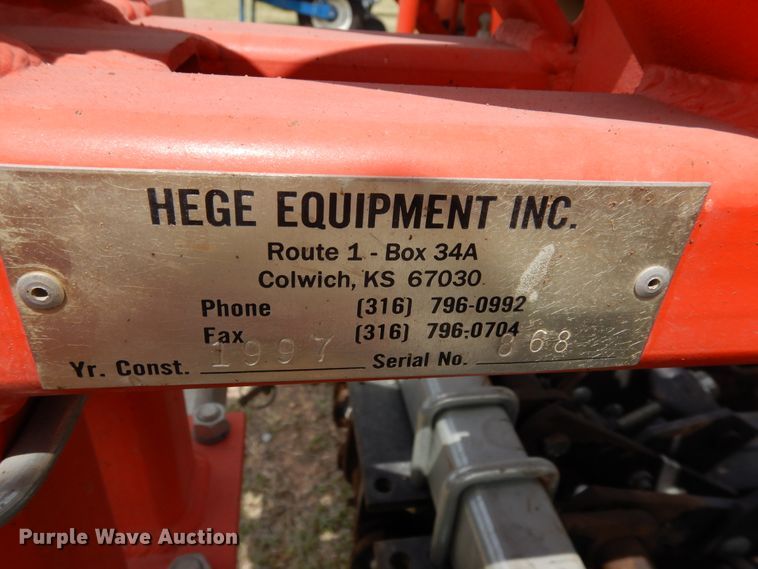 HEGE EQUIPMENT INC.
Route 1 - Box 34A
Colwich, KS 67030
Phone (316) 796-0992
Fax (316) 796-0704
Yr. Const. 1997 Serial No. 868
Purple Wave Auction